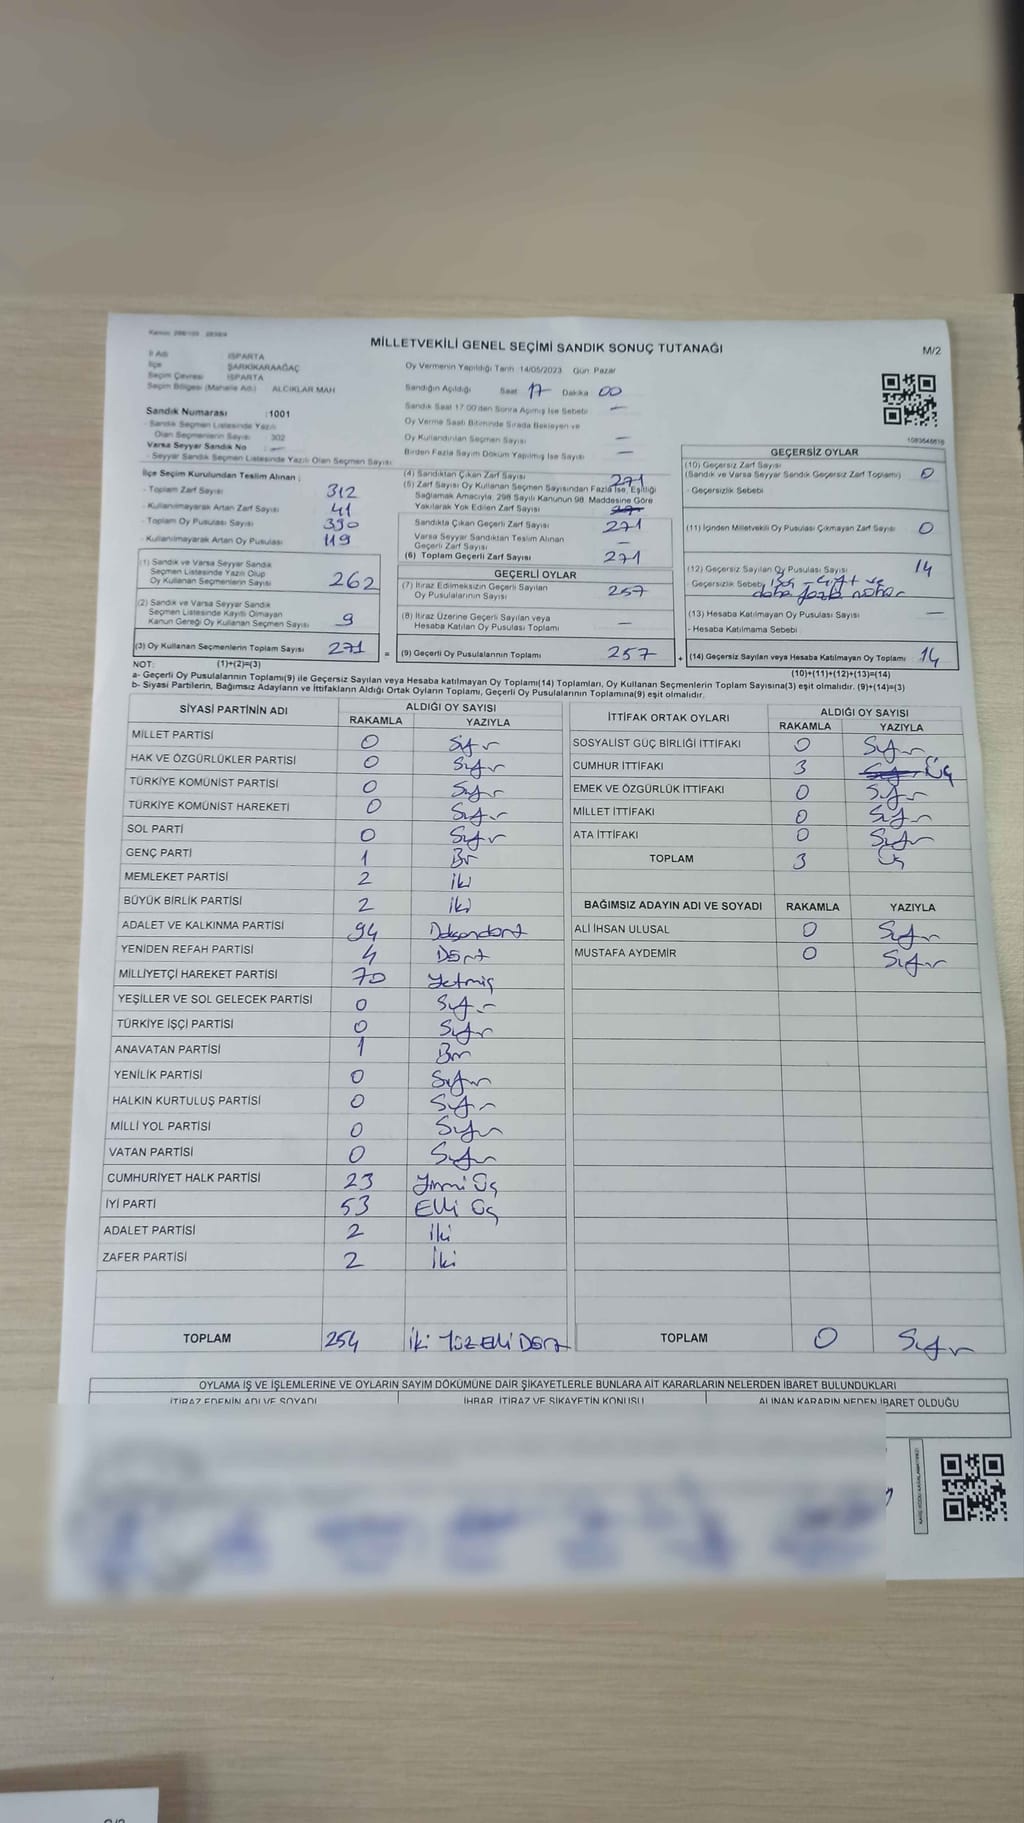 MİLLETVEKİLİ GENEL SEÇİMİ SANDIK SONUÇ TUTANAĞI
M/2
İl Adı ISPARTA
İlçe ŞARKİKARAAĞAÇ
Seçim Çevresi ISPARTA
Seçim Bölgesi (Mahalle Adı) ALCIKLAR MAH
Oy Vermenin Yapıldığı Tarih 14/05/2023 Gün Pazar
Sandığın Açıldığı Saat 17 Dakika 00
Sandık Saat 17.00'den Sonra Açımış İse Sebebi —
Oy Verme Saati Bitiminde Sırada Bekleyen ve
Oy Kullandırılan Seçmen Sayısı —
Birden Fazla Sayım Döküm Yapılmış İse Sayısı —
Sandık Numarası :1001
- Sandık Seçmen Listesinde Yazılı
Olan Seçmenlerin Sayısı 302
Varsa Seyyar Sandık No : —
- Seyyar Sandık Seçmen Listesinde Yazılı Olan Seçmen Sayısı:
İlçe Seçim Kurulundan Teslim Alınan ;
- Toplam Zarf Sayısı 312
- Kullanılmayarak Artan Zarf Sayısı 41
- Toplam Oy Pusulası Sayısı
- Kullanılmayarak Artan Oy Pusulası 119
(1) Sandık ve Varsa Seyyar Sandık
Seçmen Listesinde Yazılı Olup
Oy Kullanan Seçmenlerin Sayısı 262
(2) Sandık ve Varsa Seyyar Sandık
Seçmen Listesinde Kayıtlı Olmayan
Kanun Gereği Oy Kullanan Seçmen Sayısı 9
(3) Oy Kullanan Seçmenlerin Toplam Sayısı 271 =
(4) Sandıktan Çıkan Zarf Sayısı 271
(5) Zarf Sayısı Oy Kullanan Seçmen Sayısından Fazla İse, Eşitliği
Sağlamak Amacıyla, 298 Sayılı Kanunun 98. Maddesine Göre
Yakılarak Yok Edilen Zarf Sayısı
Sandıkta Çıkan Geçerli Zarf Sayısı 271
Varsa Seyyar Sandıktan Teslim Alınan
Geçerli Zarf Sayısı —
(6) Toplam Geçerli Zarf Sayısı 271
GEÇERLİ OYLAR
(7) İtiraz Edilmeksizin Geçerli Sayılan
Oy Pusulalarının Sayısı 257
(8) İtiraz Üzerine Geçerli Sayılan veya
Hesaba Katılan Oy Pusulası Toplamı —
(9) Geçerli Oy Pusulalarının Toplamı 257 +
1083646616
GEÇERSİZ OYLAR
(10) Geçersiz Zarf Sayısı
(Sandık ve Varsa Seyyar Sandık Geçersiz Zarf Toplamı) 0
- Geçersizlik Sebebi
(11) İçinden Milletvekili Oy Pusulası Çıkmayan Zarf Sayısı 0
(12) Geçersiz Sayılan Oy Pusulası Sayısı 14
Geçersizlik Sebebi çift ve
daha fazla mühür
(13) Hesaba Katılmayan Oy Pusulası Sayısı —
- Hesaba Katılmama Sebebi
(14) Geçersiz Sayılan veya Hesaba Katılmayan Oy Toplamı 14
NOT: (1)+(2)=(3) (10)+(11)+(12)+(13)=(14)
a- Geçerli Oy Pusulalarının Toplamı(9) ile Geçersiz Sayılan veya Hesaba katılmayan Oy Toplamı(14) Toplamları, Oy Kullanan Seçmenlerin Toplam Sayısına(3) eşit olmalıdır. (9)+(14)=(3)
b- Siyasi Partilerin, Bağımsız Adayların ve İttifakların Aldığı Ortak Oyların Toplamı, Geçerli Oy Pusulalarının Toplamına(9) eşit olmalıdır.
SİYASİ PARTİNİN ADI ALDIĞI OY SAYISI
RAKAMLA YAZIYLA
MİLLET PARTİSİ 0 Sıfır
HAK VE ÖZGÜRLÜKLER PARTİSİ 0 Sıfır
TÜRKİYE KOMÜNİST PARTİSİ 0 Sıfır
TÜRKİYE KOMÜNİST HAREKETİ 0 Sıfır
SOL PARTİ 0 Sıfır
GENÇ PARTİ 1 Bir
MEMLEKET PARTİSİ 2 İki
BÜYÜK BİRLİK PARTİSİ 2 İki
ADALET VE KALKINMA PARTİSİ 94 Doksandört
YENİDEN REFAH PARTİSİ 4 Dört
MİLLİYETÇİ HAREKET PARTİSİ 70 Yetmiş
YEŞİLLER VE SOL GELECEK PARTİSİ 0 Sıfır
TÜRKİYE İŞÇİ PARTİSİ 0 Sıfır
ANAVATAN PARTİSİ 1 Bir
YENİLİK PARTİSİ 0 Sıfır
HALKIN KURTULUŞ PARTİSİ 0 Sıfır
MİLLİ YOL PARTİSİ 0 Sıfır
VATAN PARTİSİ 0 Sıfır
CUMHURİYET HALK PARTİSİ 23 Yirmi Üç
İYİ PARTİ 53 Elli Üç
ADALET PARTİSİ 2 İki
ZAFER PARTİSİ 2 İki
TOPLAM 254 İki Yüz Elli Dört
İTTİFAK ORTAK OYLARI ALDIĞI OY SAYISI
RAKAMLA YAZIYLA
SOSYALİST GÜÇ BİRLİĞİ İTTİFAKI 0 Sıfır
CUMHUR İTTİFAKI 3 Sıfır Üç
EMEK VE ÖZGÜRLÜK İTTİFAKI 0 Sıfır
MİLLET İTTİFAKI 0 Sıfır
ATA İTTİFAKI 0 Sıfır
TOPLAM 3 Üç
BAĞIMSIZ ADAYIN ADI VE SOYADI RAKAMLA YAZIYLA
ALİ İHSAN ULUSAL 0 Sıfır
MUSTAFA AYDEMİR 0 Sıfır
TOPLAM 0 Sıfır
OYLAMA İŞ VE İŞLEMLERİNE VE OYLARIN SAYIM DÖKÜMÜNE DAİR ŞİKAYETLERLE BUNLARA AİT KARARLARIN NELERDEN İBARET BULUNDUKLARI
İTİRAZ EDENİN ADI VE SOYADI İHBAR, İTİRAZ VE ŞİKAYETİN KONUSU ALINAN KARARIN NEDEN İBARET OLDUĞU